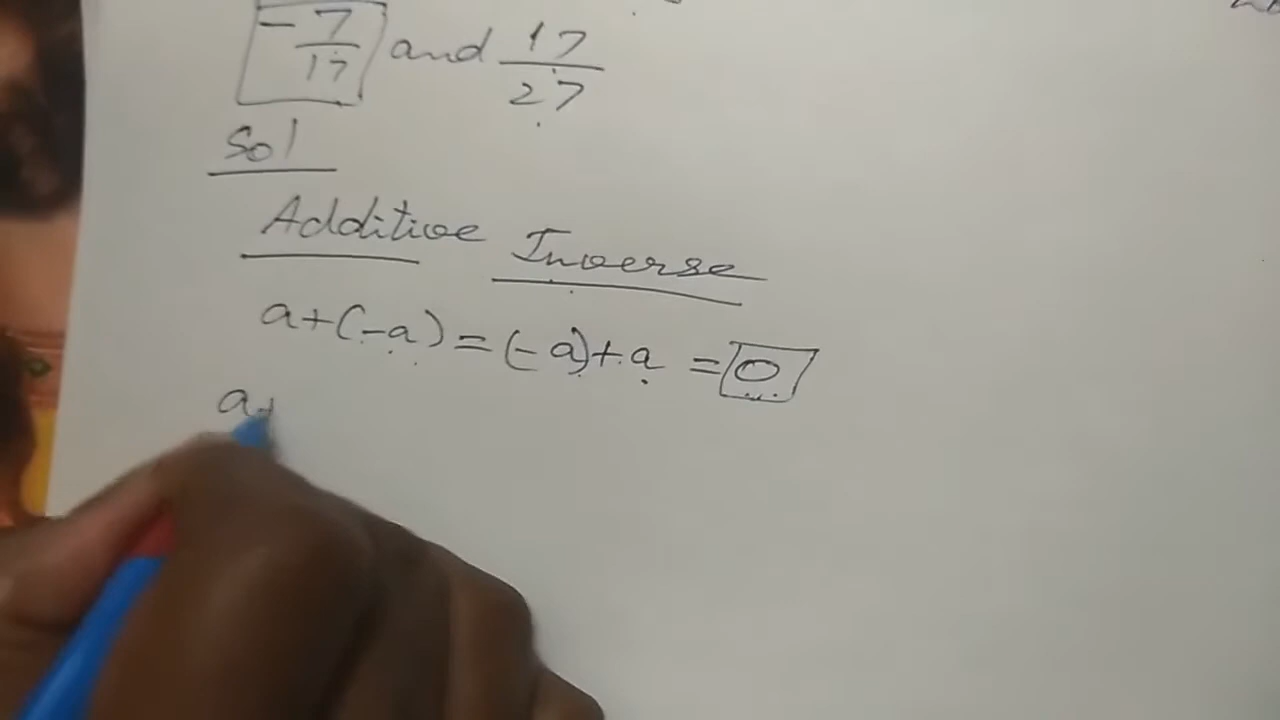 -7/17 and 17/27
Sol
Additive Inverse
a+(-a) = (-a)+a = 0
a+